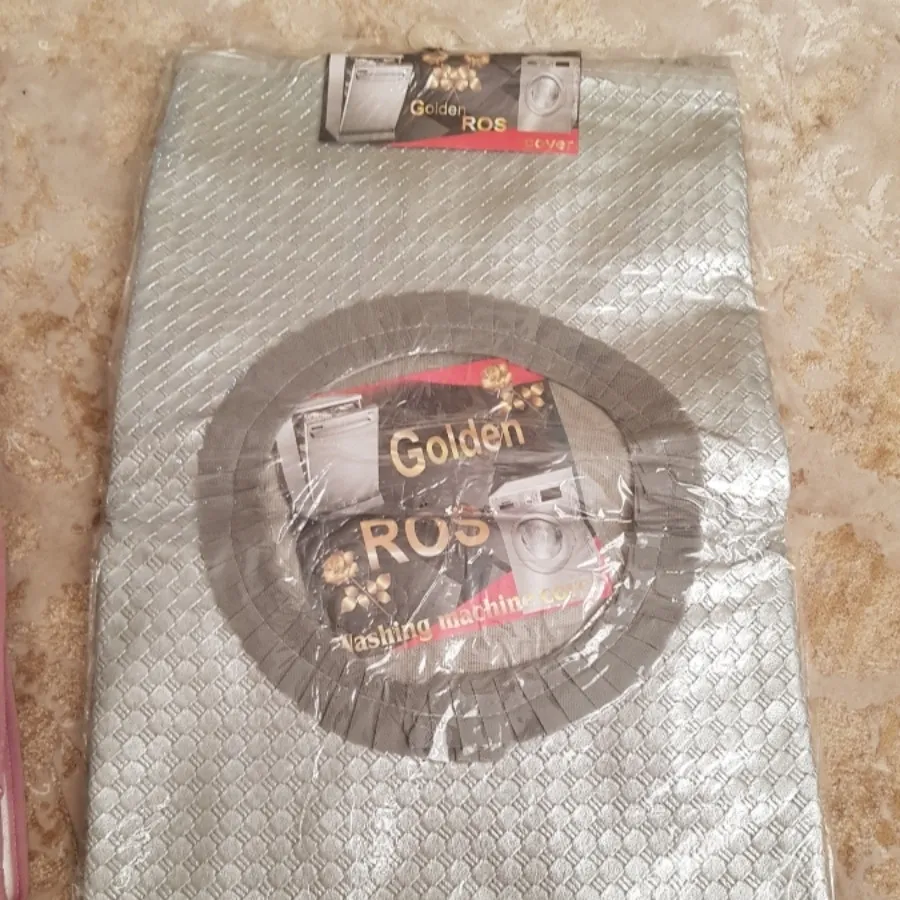 Golden
ROS
cover
Golden
ROS
Washing machine cover